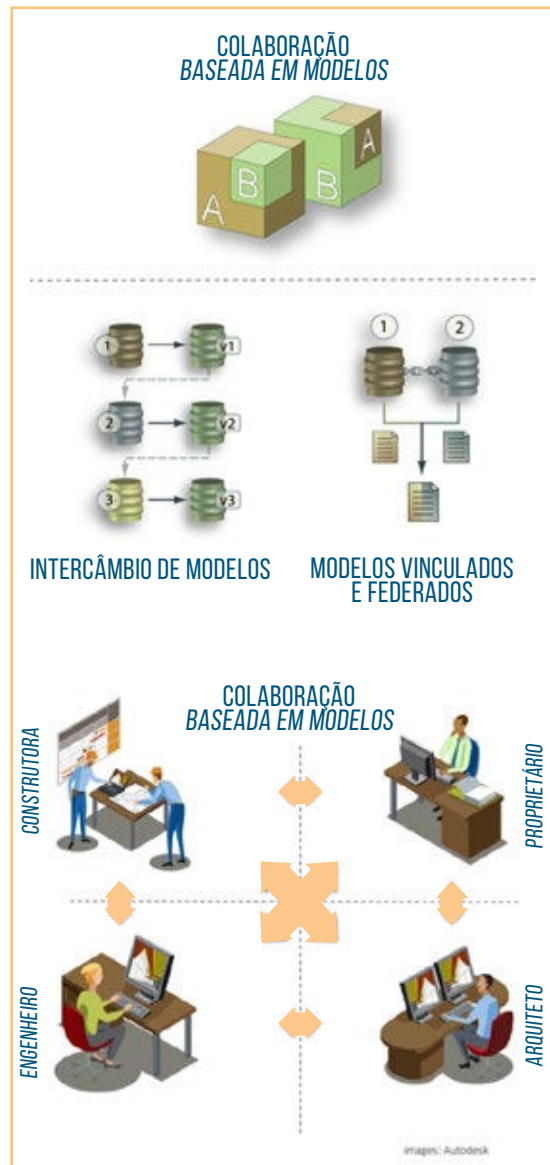 COLABORAÇÃO
BASEADA EM MODELOS
A
B
B
A
1
v1
2
v2
3
v3
1
2
INTERCÂMBIO DE MODELOS
MODELOS VINCULADOS
E FEDERADOS
COLABORAÇÃO
BASEADA EM MODELOS
CONSTRUTORA
PROPRIETÁRIO
ENGENHEIRO
ARQUITETO
images: Autodesk